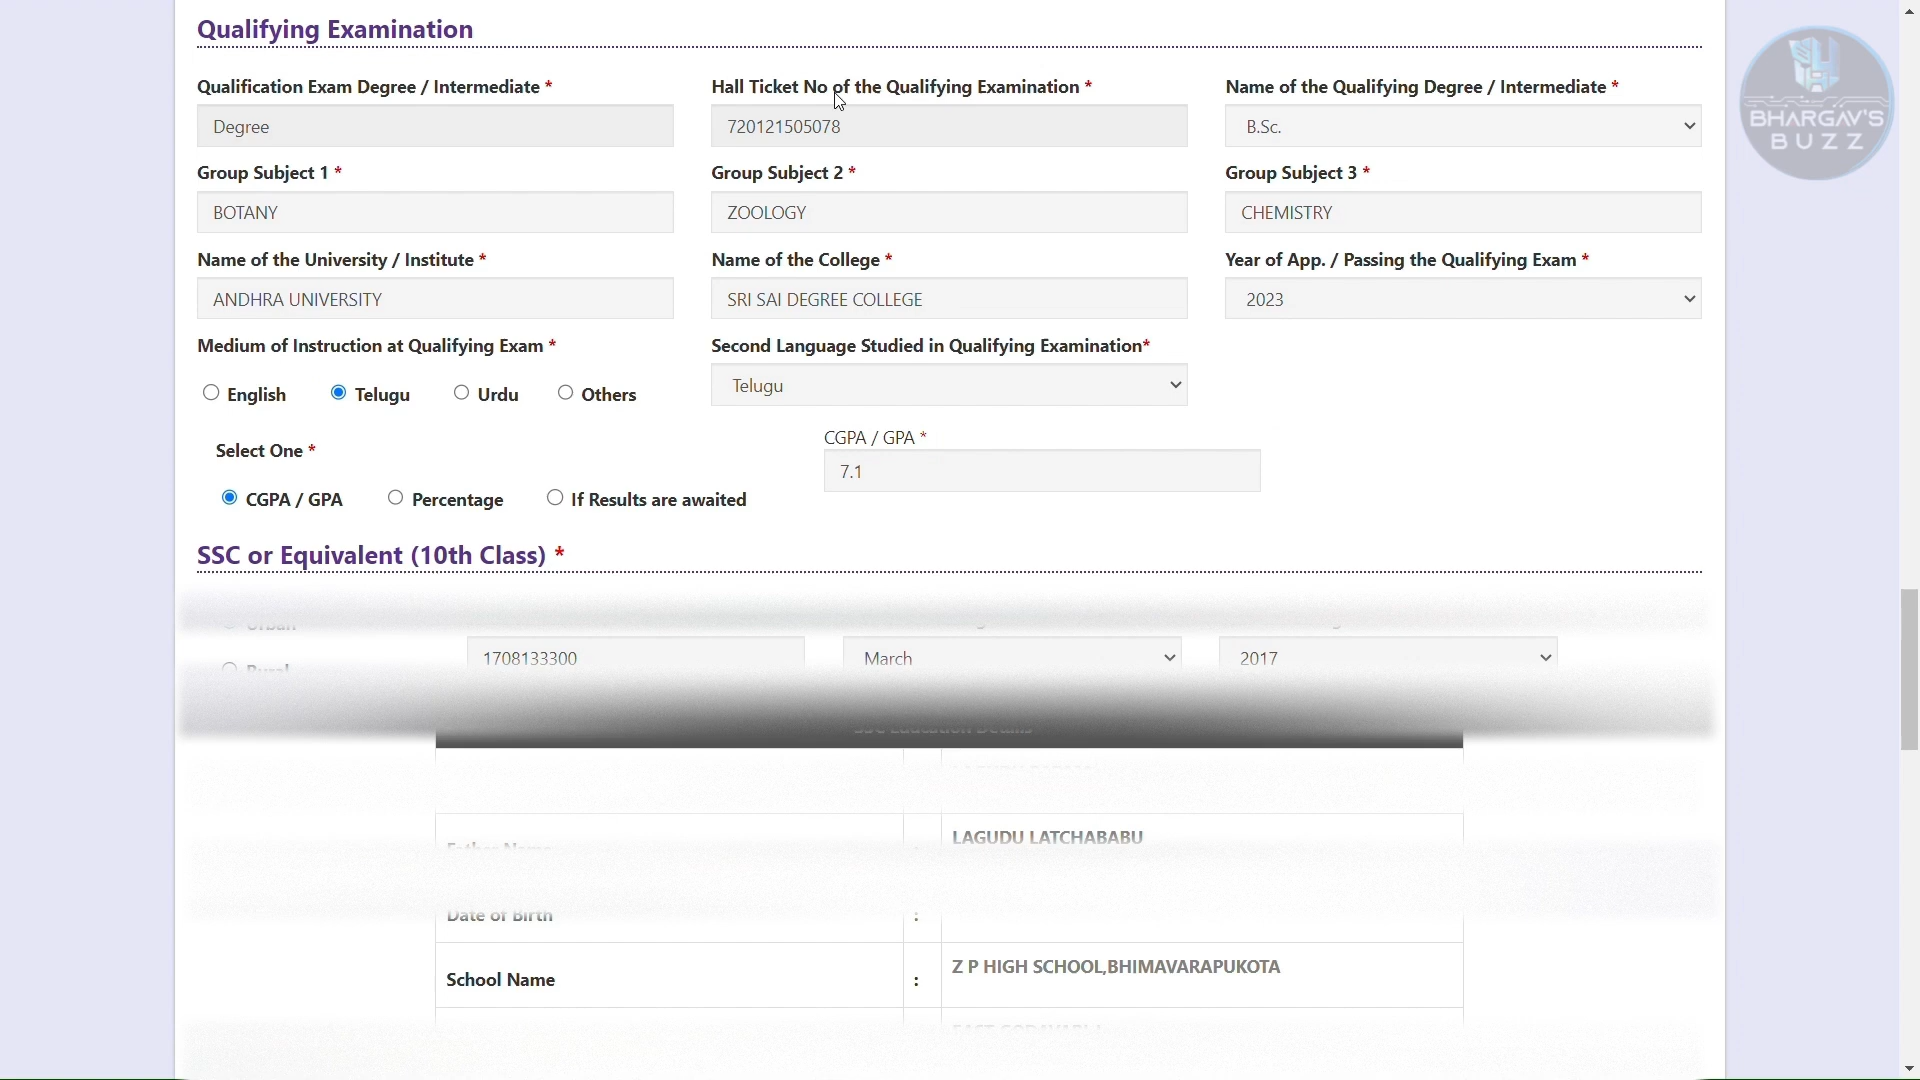 Qualifying Examination
BHARGAV'S
BUZZ
Qualification Exam Degree / Intermediate * Hall Ticket No of the Qualifying Examination * Name of the Qualifying Degree / Intermediate *
Degree 720121505078 B.Sc.
Group Subject 1 * Group Subject 2 * Group Subject 3 *
BOTANY ZOOLOGY CHEMISTRY
Name of the University / Institute * Name of the College * Year of App. / Passing the Qualifying Exam *
ANDHRA UNIVERSITY SRI SAI DEGREE COLLEGE 2023
Medium of Instruction at Qualifying Exam * Second Language Studied in Qualifying Examination*
English Telugu Urdu Others Telugu
Select One * CGPA / GPA *
7.1
CGPA / GPA Percentage If Results are awaited
SSC or Equivalent (10th Class) *
1708133300 March 2017
LAGUDU LATCHABABU
Date of Birth :
School Name : Z P HIGH SCHOOL,BHIMAVARAPUKOTA